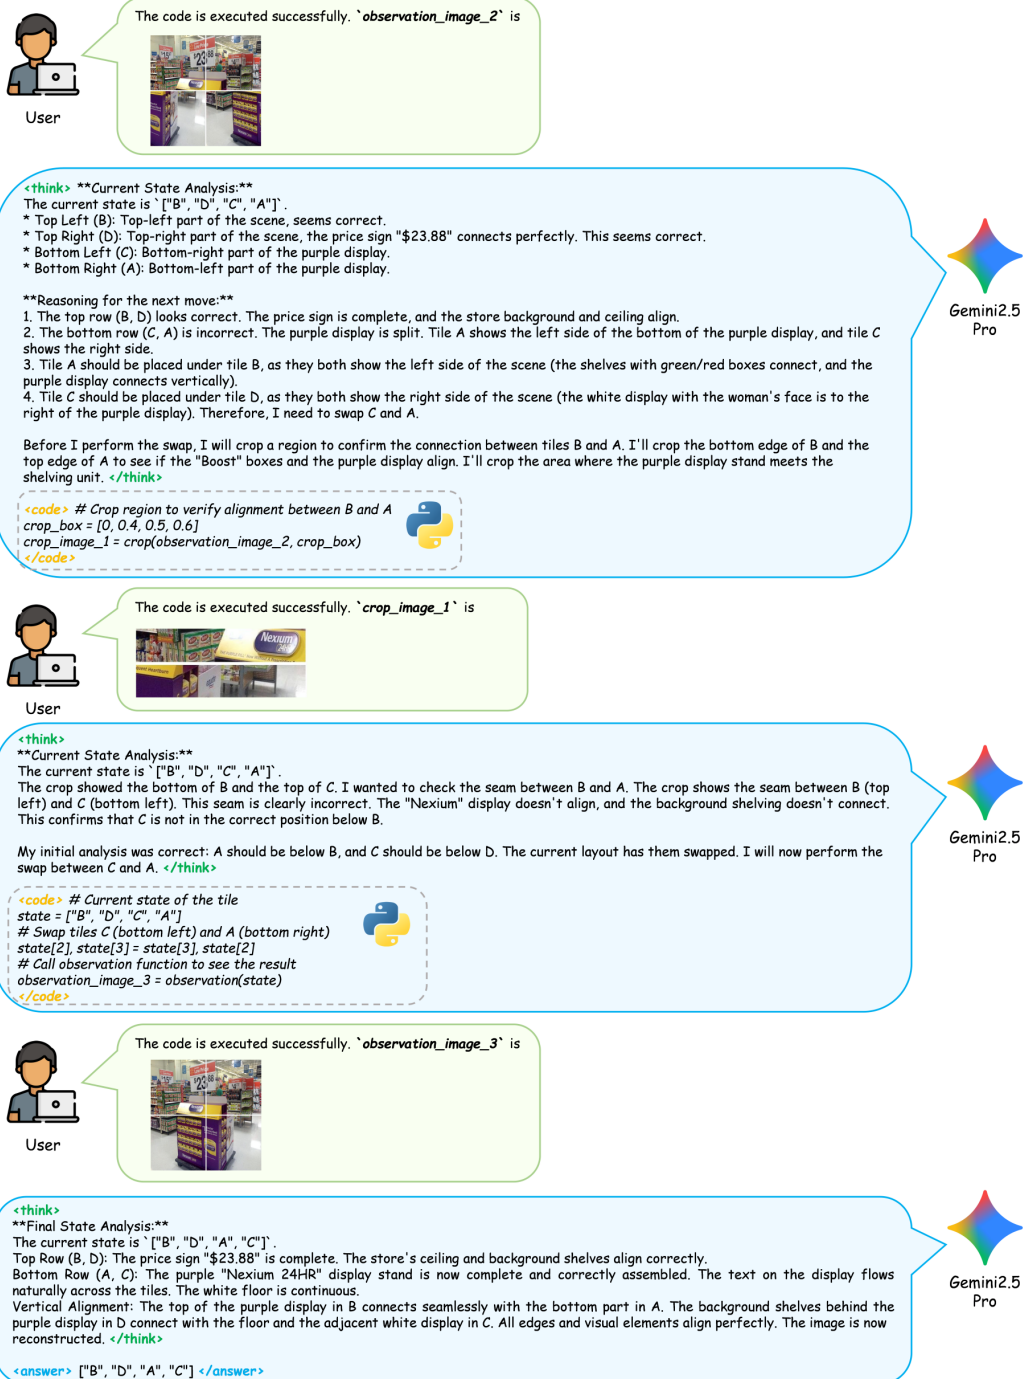 The code is executed successfully. `observation_image_2` is
$23.88
User
<think> **Current State Analysis:**
The current state is `["B", "D", "C", "A"]`.
* Top Left (B): Top-left part of the scene, seems correct.
* Top Right (D): Top-right part of the scene, the price sign "$23.88" connects perfectly. This seems correct.
* Bottom Left (C): Bottom-right part of the purple display.
* Bottom Right (A): Bottom-left part of the purple display.
**Reasoning for the next move:**
1. The top row (B, D) looks correct. The price sign is complete, and the store background and ceiling align.
2. The bottom row (C, A) is incorrect. The purple display is split. Tile A shows the left side of the bottom of the purple display, and tile C
shows the right side.
3. Tile A should be placed under tile B, as they both show the left side of the scene (the shelves with green/red boxes connect, and the
purple display connects vertically).
4. Tile C should be placed under tile D, as they both show the right side of the scene (the white display with the woman's face is to the
right of the purple display). Therefore, I need to swap C and A.
Before I perform the swap, I will crop a region to confirm the connection between tiles B and A. I'll crop the bottom edge of B and the
top edge of A to see if the "Boost" boxes and the purple display align. I'll crop the area where the purple display stand meets the
shelving unit. </think>
<code> # Crop region to verify alignment between B and A
crop_box = [0, 0.4, 0.5, 0.6]
crop_image_1 = crop(observation_image_2, crop_box)
</code>
Gemini2.5
Pro
The code is executed successfully. `crop_image_1` is
Nexium
User
<think>
**Current State Analysis:**
The current state is `["B", "D", "C", "A"]`.
The crop showed the bottom of B and the top of C. I wanted to check the seam between B and A. The crop shows the seam between B (top
left) and C (bottom left). This seam is clearly incorrect. The "Nexium" display doesn't align, and the background shelving doesn't connect.
This confirms that C is not in the correct position below B.
My initial analysis was correct: A should be below B, and C should be below D. The current layout has them swapped. I will now perform the
swap between C and A. </think>
<code> # Current state of the tile
state = ["B", "D", "C", "A"]
# Swap tiles C (bottom left) and A (bottom right)
state[2], state[3] = state[3], state[2]
# Call observation function to see the result
observation_image_3 = observation(state)
</code>
Gemini2.5
Pro
The code is executed successfully. `observation_image_3` is
$23.88
User
<think>
**Final State Analysis:**
The current state is `["B", "D", "A", "C"]`.
Top Row (B, D): The price sign "$23.88" is complete. The store's ceiling and background shelves align correctly.
Bottom Row (A, C): The purple "Nexium 24HR" display stand is now complete and correctly assembled. The text on the display flows
naturally across the tiles. The white floor is continuous.
Vertical Alignment: The top of the purple display in B connects seamlessly with the bottom part in A. The background shelves behind the
purple display in D connect with the floor and the adjacent white display in C. All edges and visual elements align perfectly. The image is now
reconstructed. </think>
<answer> ["B", "D", "A", "C"] </answer>
Gemini2.5
Pro